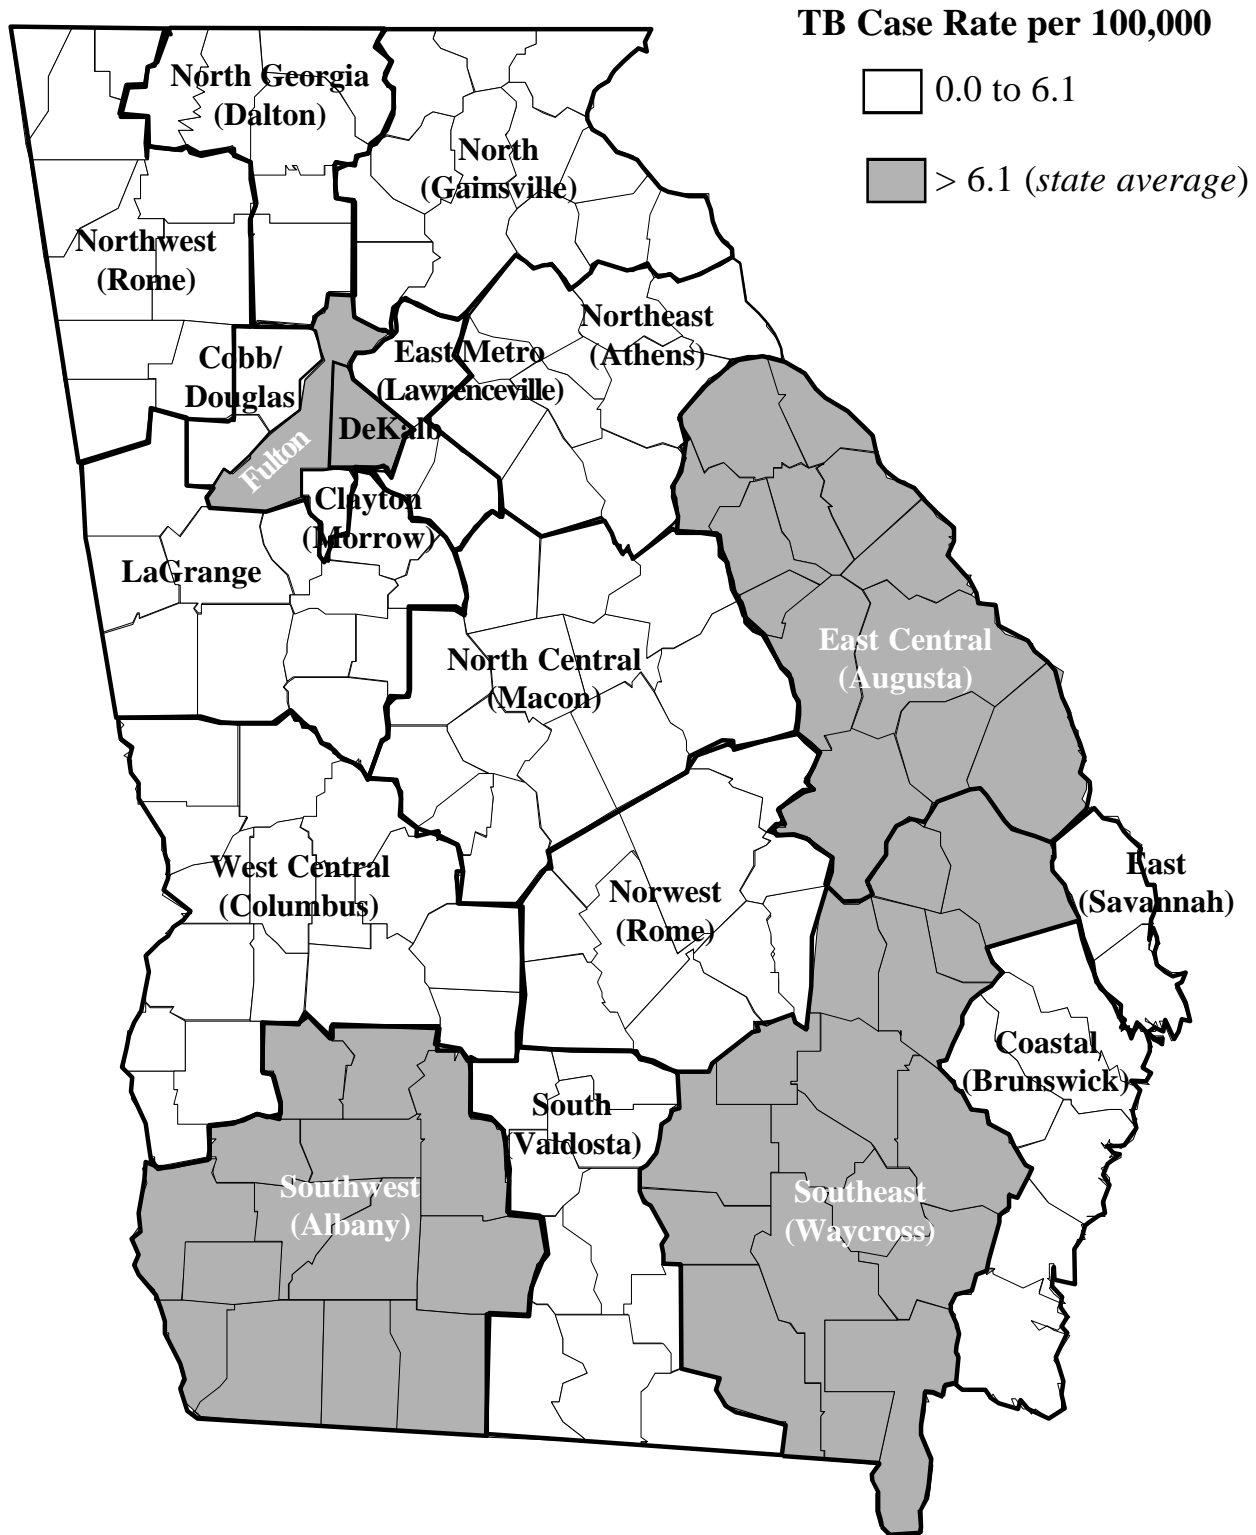 TB Case Rate per 100,000
0.0 to 6.1
> 6.1 (state average)
North Georgia
(Dalton)
North
(Gainsville)
Northwest
(Rome)
Northeast
(Athens)
Cobb/
Douglas
East Metro
(Lawrenceville)
DeKalb
Fulton
Clayton
(Morrow)
LaGrange
North Central
(Macon)
East Central
(Augusta)
West Central
(Columbus)
Norwest
(Rome)
East
(Savannah)
Coastal
(Brunswick)
South
(Valdosta)
Southwest
(Albany)
Southeast
(Waycross)